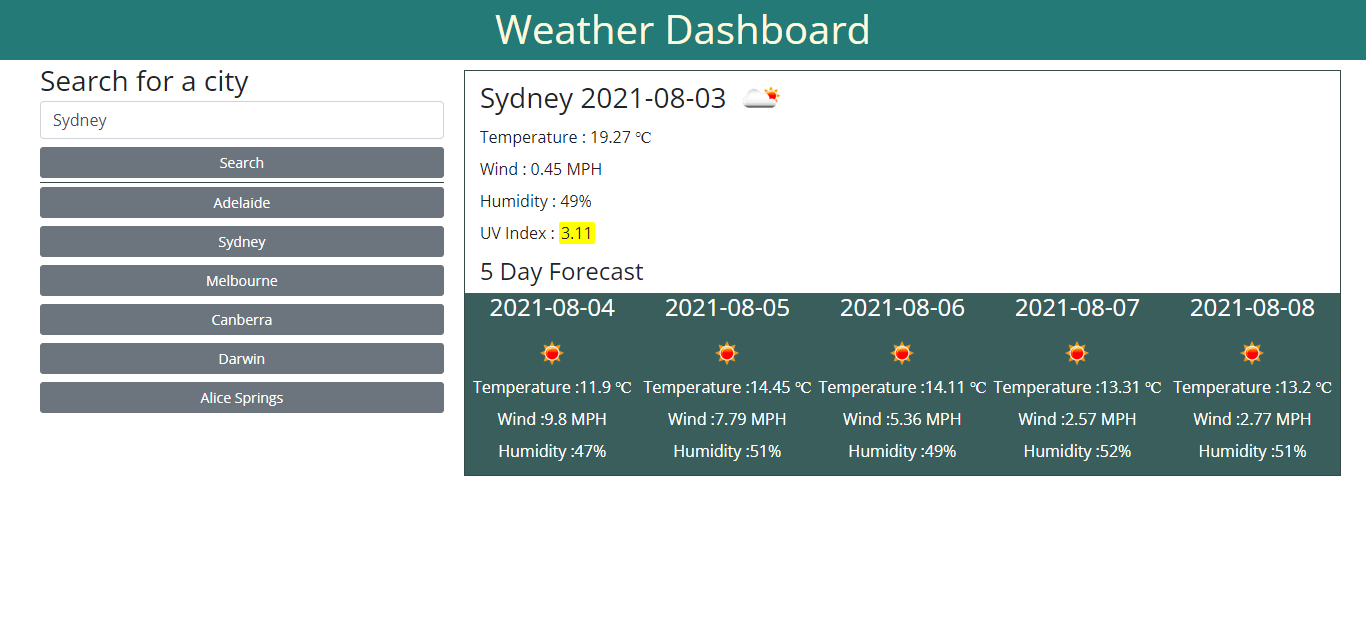 Weather Dashboard
Search for a city
Sydney
Search
Adelaide
Sydney
Melbourne
Canberra
Darwin
Alice Springs
Sydney 2021-08-03
Temperature : 19.27 °C
Wind : 0.45 MPH
Humidity : 49%
UV Index : 3.11
5 Day Forecast
2021-08-04 2021-08-05 2021-08-06 2021-08-07 2021-08-08
Temperature :11.9 °C Temperature :14.45 °C Temperature :14.11 °C Temperature :13.31 °C Temperature :13.2 °C
Wind :9.8 MPH Wind :7.79 MPH Wind :5.36 MPH Wind :2.57 MPH Wind :2.77 MPH
Humidity :47% Humidity :51% Humidity :49% Humidity :52% Humidity :51%